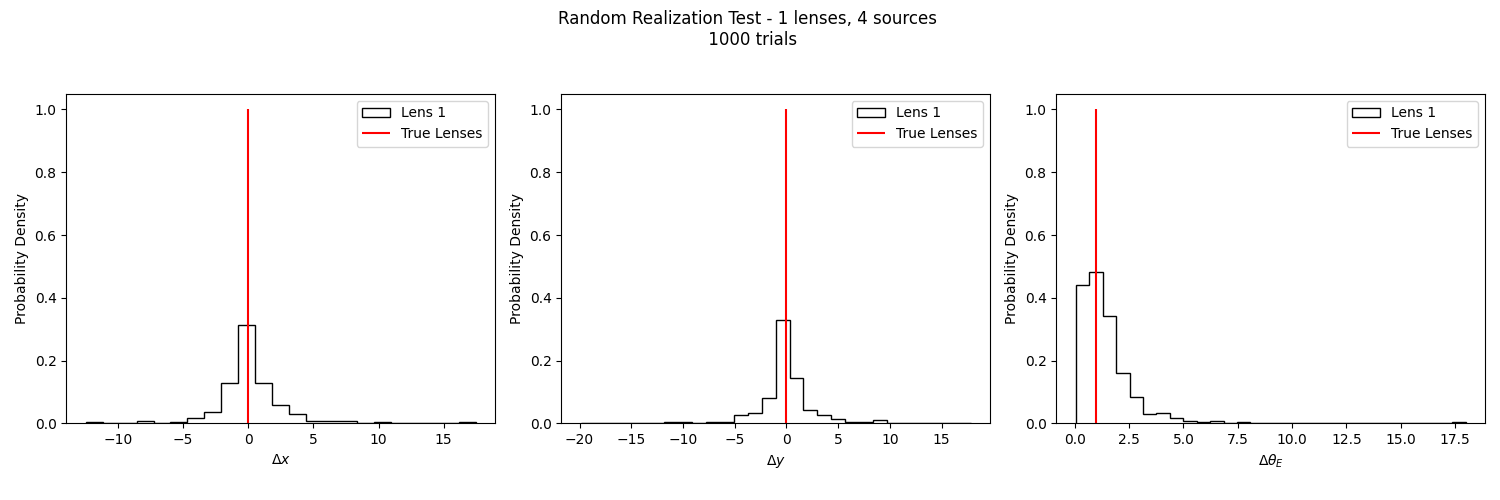 Random Realization Test - 1 lenses, 4 sources
1000 trials
Probability Density
1.0
0.8
0.6
0.4
0.2
0.0
Lens 1
True Lenses
−10
−5
0
5
10
15
Δx
Probability Density
1.0
0.8
0.6
0.4
0.2
0.0
Lens 1
True Lenses
−20
−15
−10
−5
0
5
10
15
Δy
Probability Density
1.0
0.8
0.6
0.4
0.2
0.0
Lens 1
True Lenses
0.0
2.5
5.0
7.5
10.0
12.5
15.0
17.5
Δθ_E